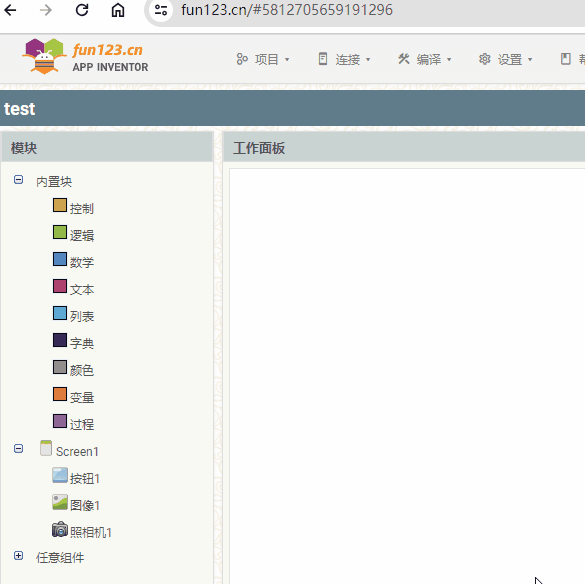 fun123.cn/#5812705659191296
fun123.cn
APP INVENTOR
项目 连接 编译 设置
test
模块
工作面板
内置块
控制
逻辑
数学
文本
列表
字典
颜色
变量
过程
Screen1
按钮1
图像1
照相机1
任意组件